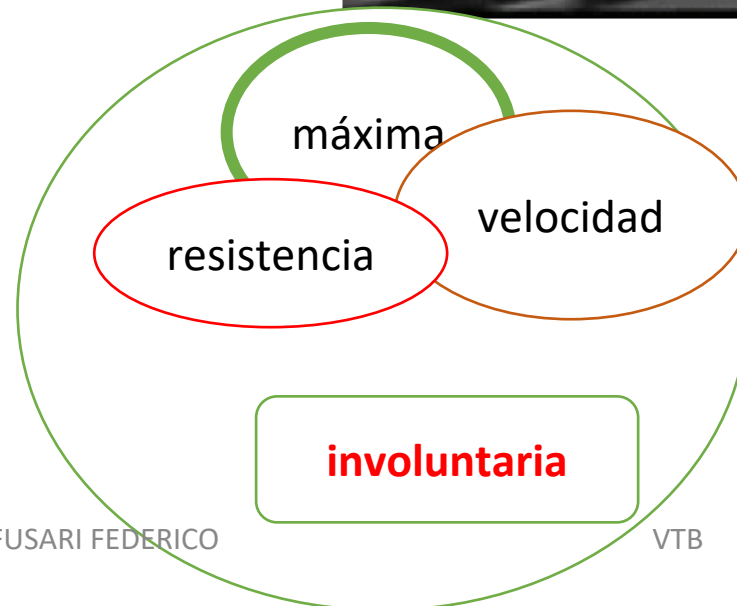 máxima
velocidad
resistencia
involuntaria
FUSARI FEDERICO
VTB